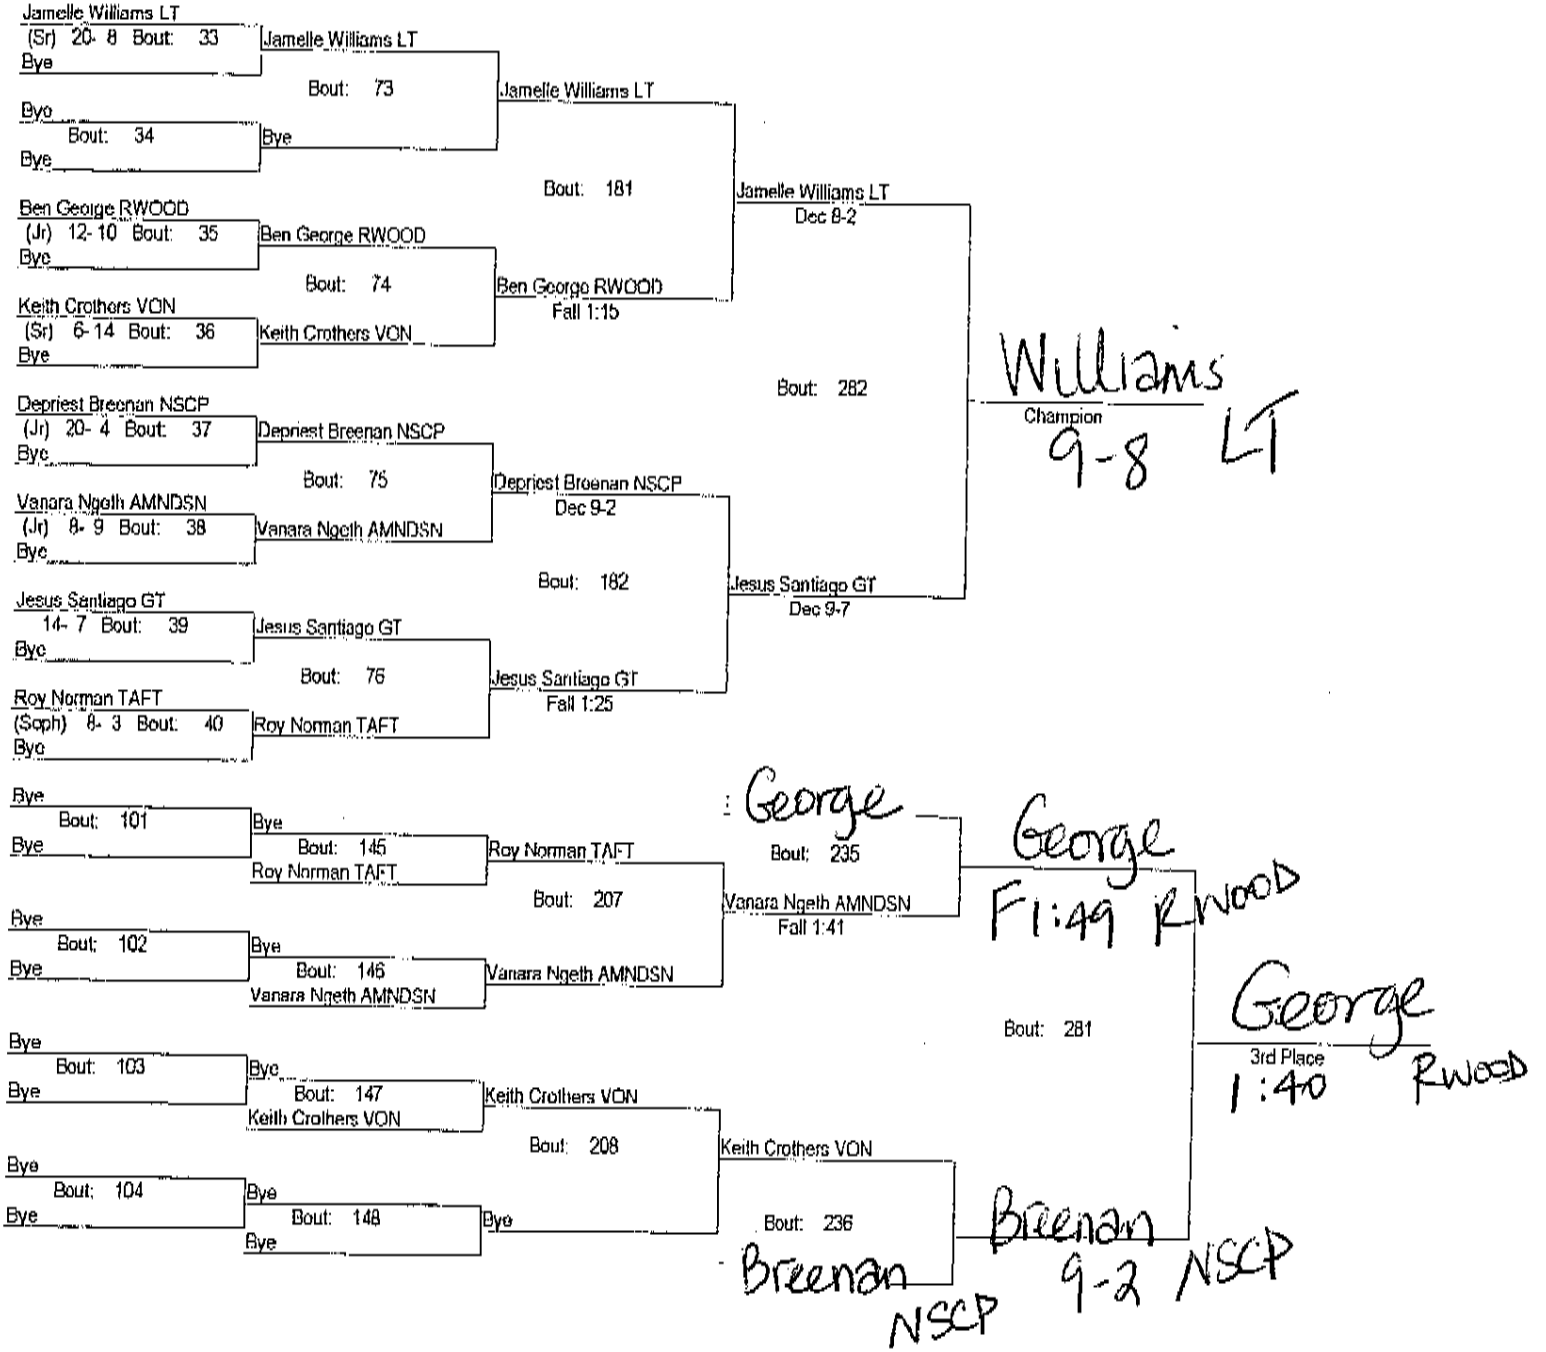 Jamelle Williams LT
(Sr) 20- 8 Bout: 33
Bye
Jamelle Williams LT
Bout: 73
Bye
Bout: 34
Bye
Bye
Jamelle Williams LT
Bout: 181
Ben George RWOOD
(Jr) 12- 10 Bout: 35
Bye
Ben George RWOOD
Bout: 74
Keith Crothers VON
(Sr) 6- 14 Bout: 36
Bye
Keith Crothers VON
Ben George RWOOD
Fall 1:15
Jamelle Williams LT
Dec 8-2
Bout: 282
Depriest Breenan NSCP
(Jr) 20- 4 Bout: 37
Bye
Depriest Breenan NSCP
Bout: 75
Vanara Ngeth AMNDSN
(Jr) 8- 9 Bout: 38
Bye
Vanara Ngeth AMNDSN
Depriest Breenan NSCP
Dec 9-2
Bout: 182
Jesus Santiago GT
14- 7 Bout: 39
Bye
Jesus Santiago GT
Bout: 76
Roy Norman TAFT
(Soph) 8- 3 Bout: 40
Bye
Roy Norman TAFT
Jesus Santiago GT
Fall 1:25
Jesus Santiago GT
Dec 9-7
Williams LT
Champion
9-8
Bye
Bout: 101
Bye
Bye
Bout: 145
Roy Norman TAFT
Roy Norman TAFT
Bout: 207
Bye
Bout: 102
Bye
Bye
Bout: 146
Vanara Ngeth AMNDSN
Vanara Ngeth AMNDSN
George
Bout: 235
Vanara Ngeth AMNDSN
Fall 1:41
George
F1:49 RWOOD
Bout: 281
Bye
Bout: 103
Bye
Bye
Bout: 147
Keith Crothers VON
Keith Crothers VON
Bout: 208
Bye
Bout: 104
Bye
Bye
Bout: 148
Bye
Bye
Keith Crothers VON
Bout: 236
Breenan
NSCP
Breenan
9-2 NSCP
George
3rd Place
1:40 RWOOD